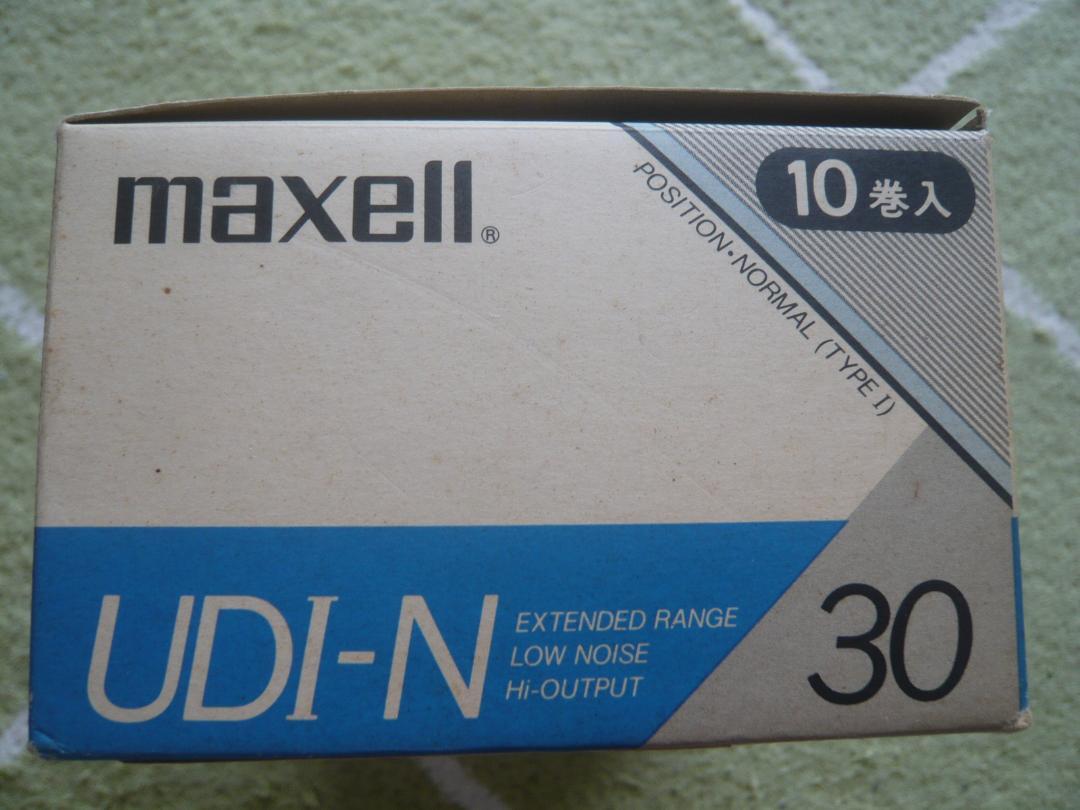 maxell®
10巻入
POSITION・NORMAL (TYPE I)
UDI-N
EXTENDED RANGE
LOW NOISE
Hi-OUTPUT
30